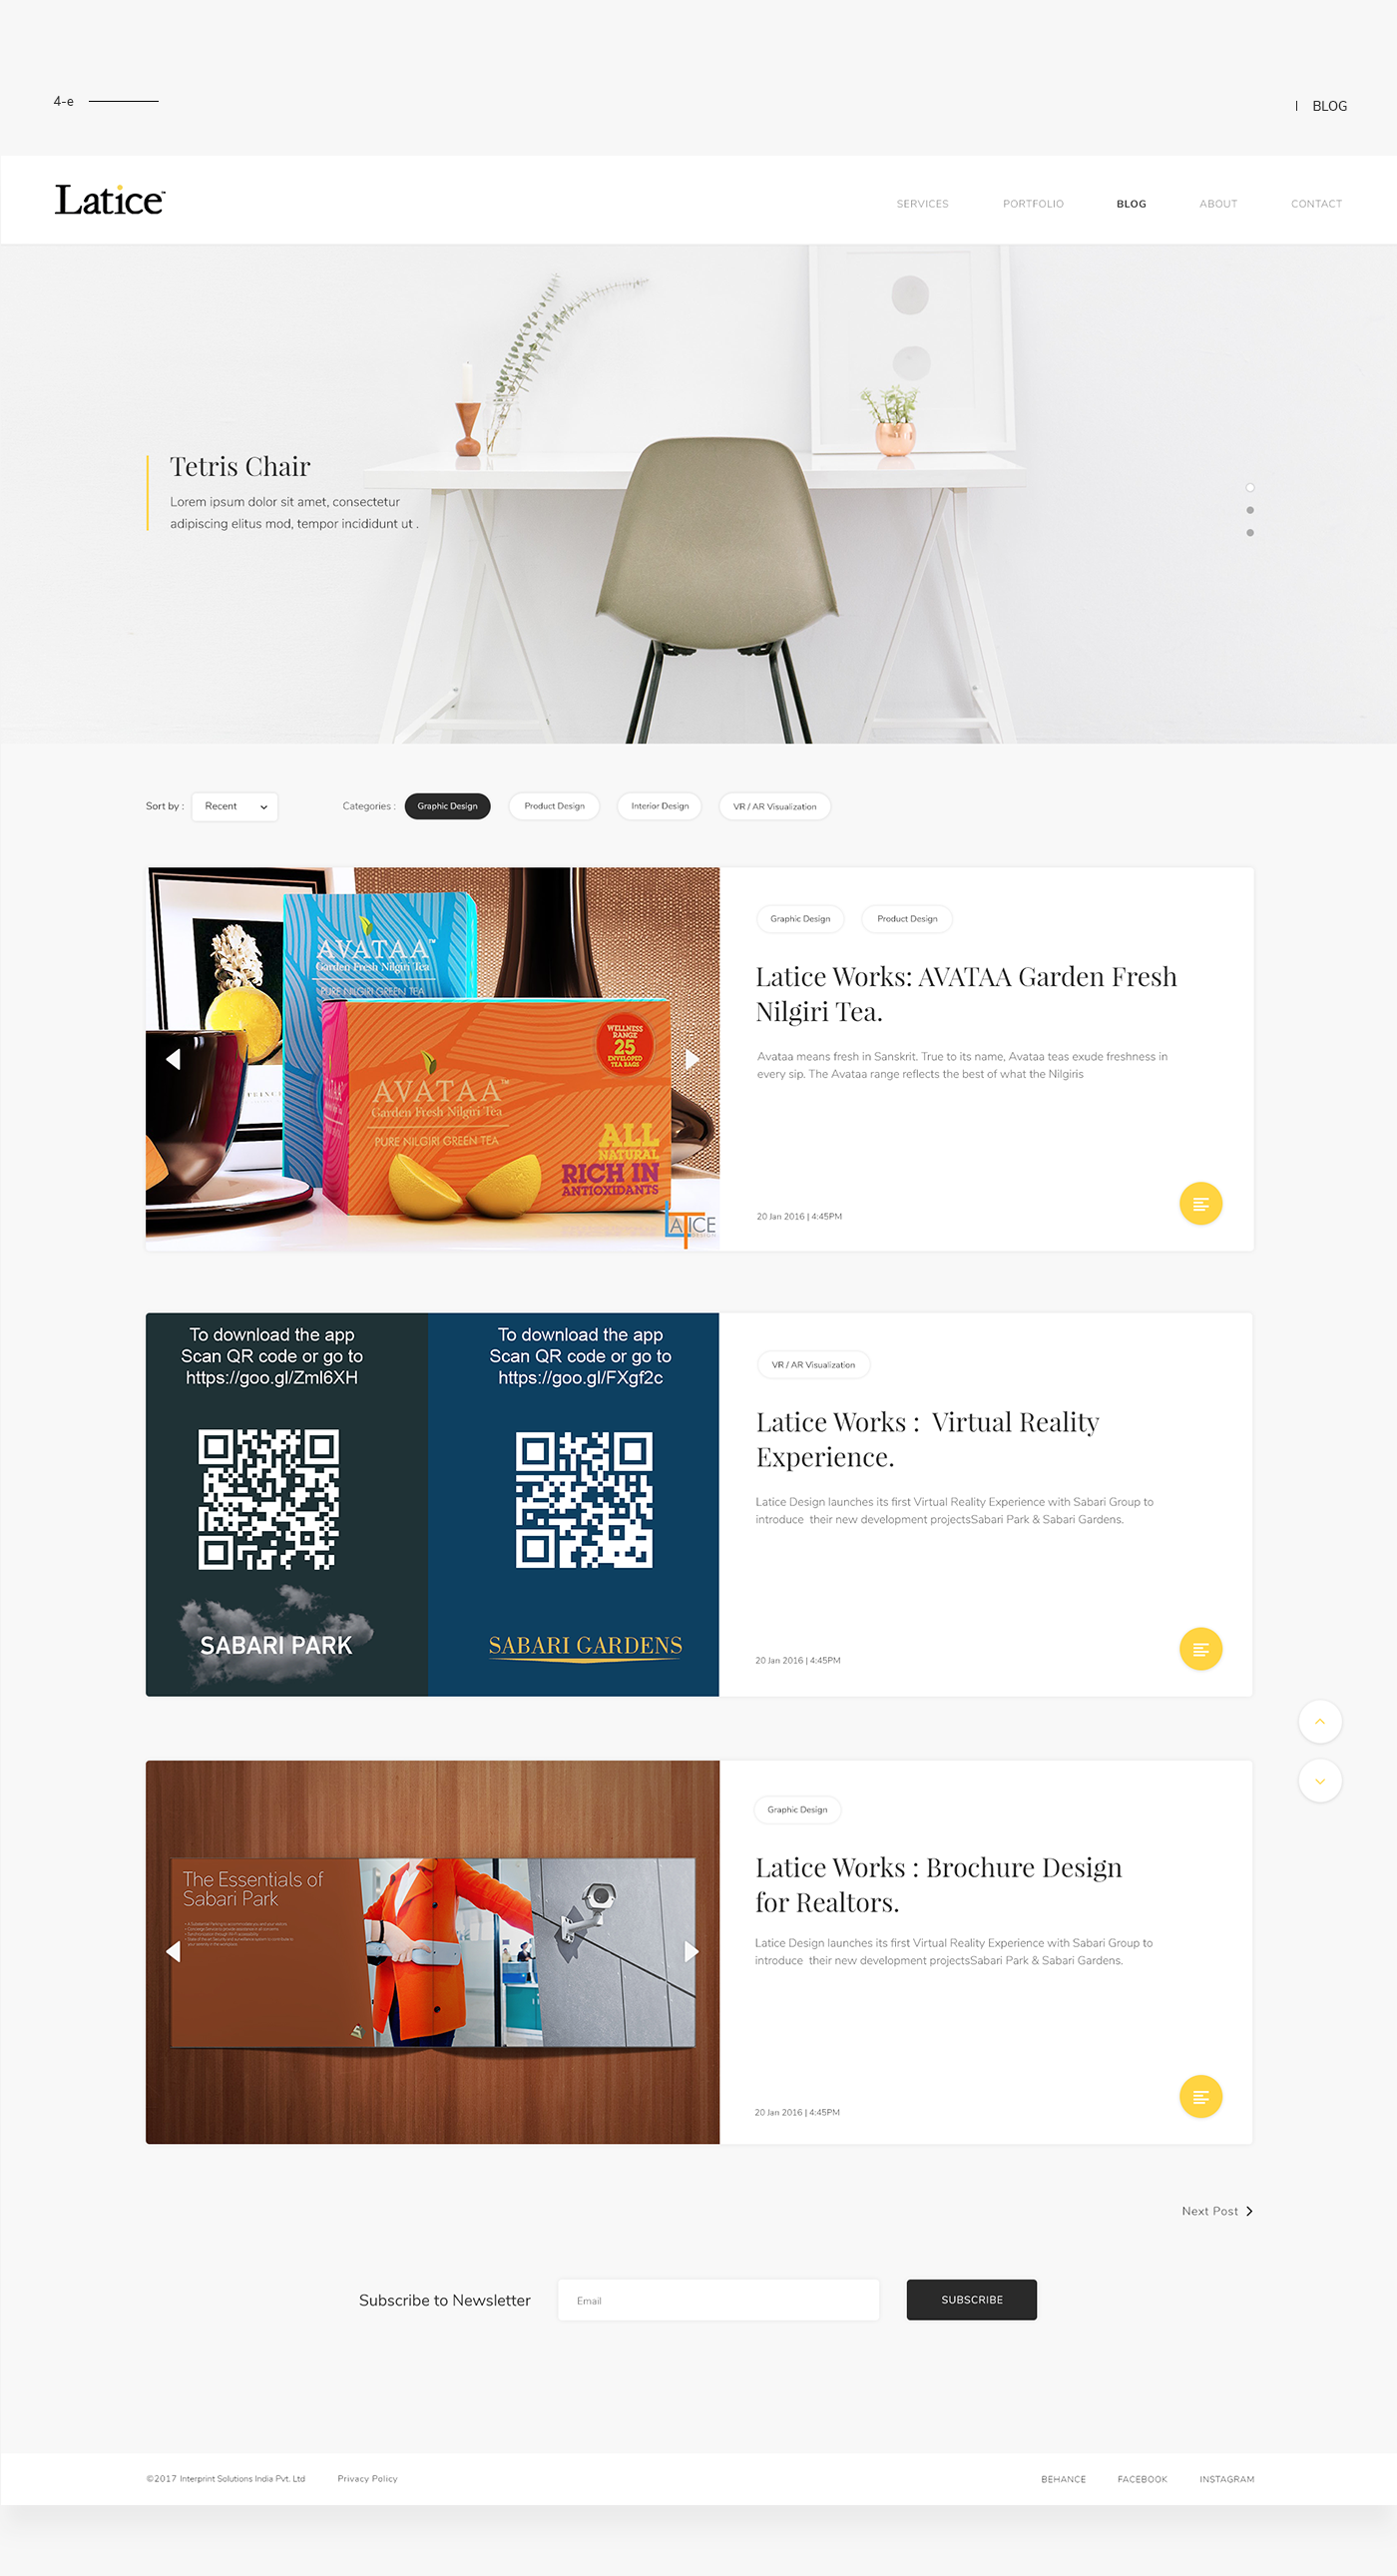 4-e
BLOG
Latice™
SERVICES PORTFOLIO BLOG ABOUT CONTACT
Tetris Chair
Lorem ipsum dolor sit amet, consectetur
adipiscing elitus mod, tempor incididunt ut .
Sort by : Recent Categories : Graphic Design Product Design Interior Design VR / AR Visualization
AVATAA™
Garden Fresh Nilgiri Tea
PURE NILGIRI GREEN TEA
WELLNESS
RANGE
25
ENVELOPED
TEA BAGS
AVATAA™
Garden Fresh Nilgiri Tea
PURE NILGIRI GREEN TEA
ALL
NATURAL
RICH IN
ANTIOXIDANTS
LATICE
Graphic Design Product Design
Latice Works: AVATAA Garden Fresh
Nilgiri Tea.
Avataa means fresh in Sanskrit. True to its name, Avataa teas exude freshness in
every sip. The Avataa range reflects the best of what the Nilgiris
20 Jan 2016 | 4:45PM
To download the app
Scan QR code or go to
https://goo.gl/Zml6XH
SABARI PARK
To download the app
Scan QR code or go to
https://goo.gl/FXgf2c
SABARI GARDENS
VR / AR Visualization
Latice Works :  Virtual Reality
Experience.
Latice Design launches its first Virtual Reality Experience with Sabari Group to
introduce  their new development projectsSabari Park & Sabari Gardens.
20 Jan 2016 | 4:45PM
The Essentials of
Sabari Park
Graphic Design
Latice Works : Brochure Design
for Realtors.
Latice Design launches its first Virtual Reality Experience with Sabari Group to
introduce  their new development projectsSabari Park & Sabari Gardens.
20 Jan 2016 | 4:45PM
Next Post
Subscribe to Newsletter Email SUBSCRIBE
©2017 Interprint Solutions India Pvt. Ltd Privacy Policy BEHANCE FACEBOOK INSTAGRAM